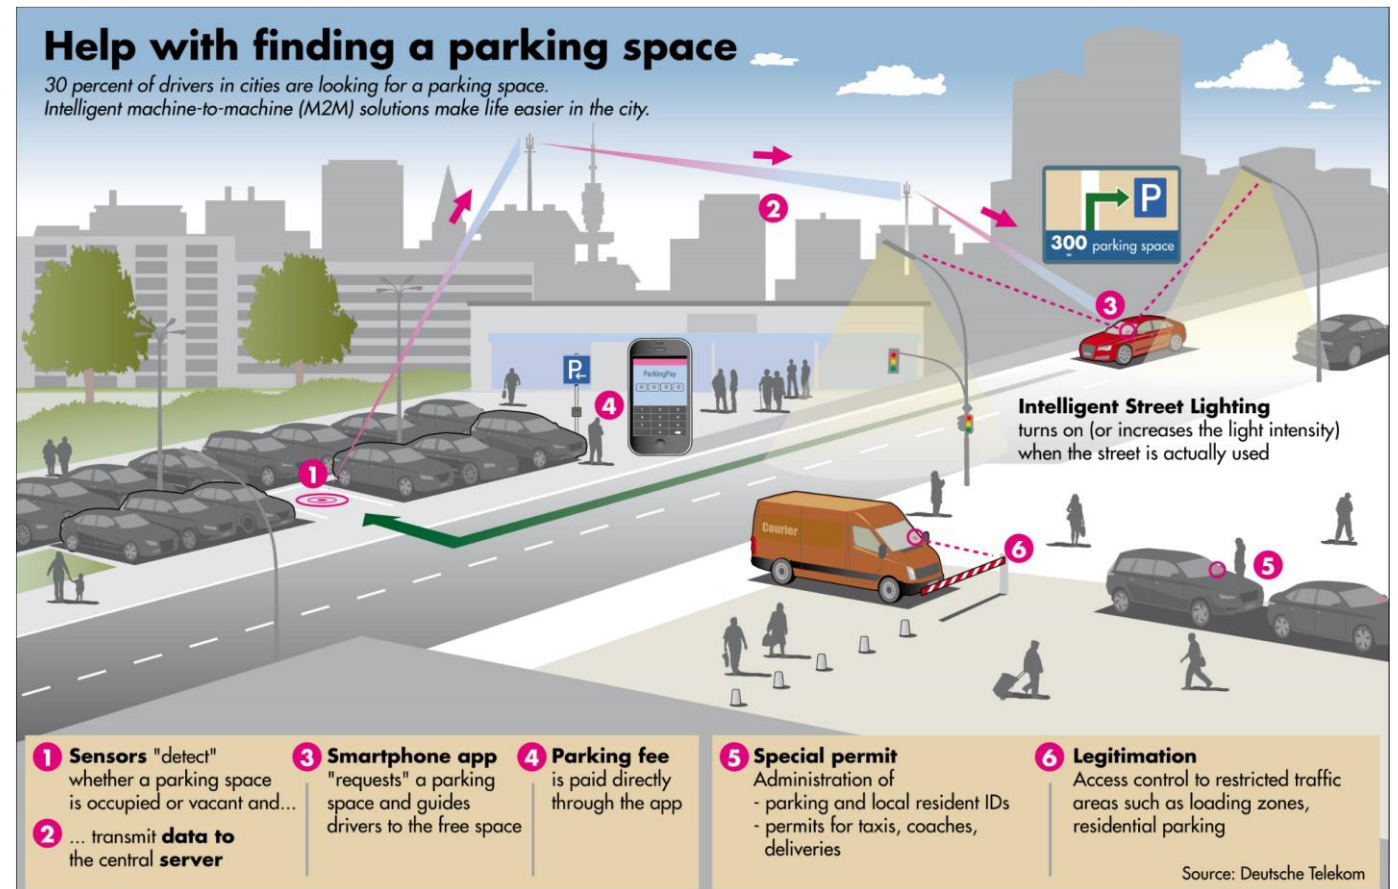 Help with finding a parking space
30 percent of drivers in cities are looking for a parking space.
Intelligent machine-to-machine (M2M) solutions make life easier in the city.
2
P
300 parking space
3
P
4
ParkingPay
1
Intelligent Street Lighting
turns on (or increases the light intensity)
when the street is actually used
Courier
6
5
1 Sensors "detect"
whether a parking space
is occupied or vacant and...
2 ... transmit data to
the central server
3 Smartphone app
"requests" a parking
space and guides
drivers to the free space
4 Parking fee
is paid directly
through the app
5 Special permit
Administration of
- parking and local resident IDs
- permits for taxis, coaches,
deliveries
6 Legitimation
Access control to restricted traffic
areas such as loading zones,
residential parking
Source: Deutsche Telekom